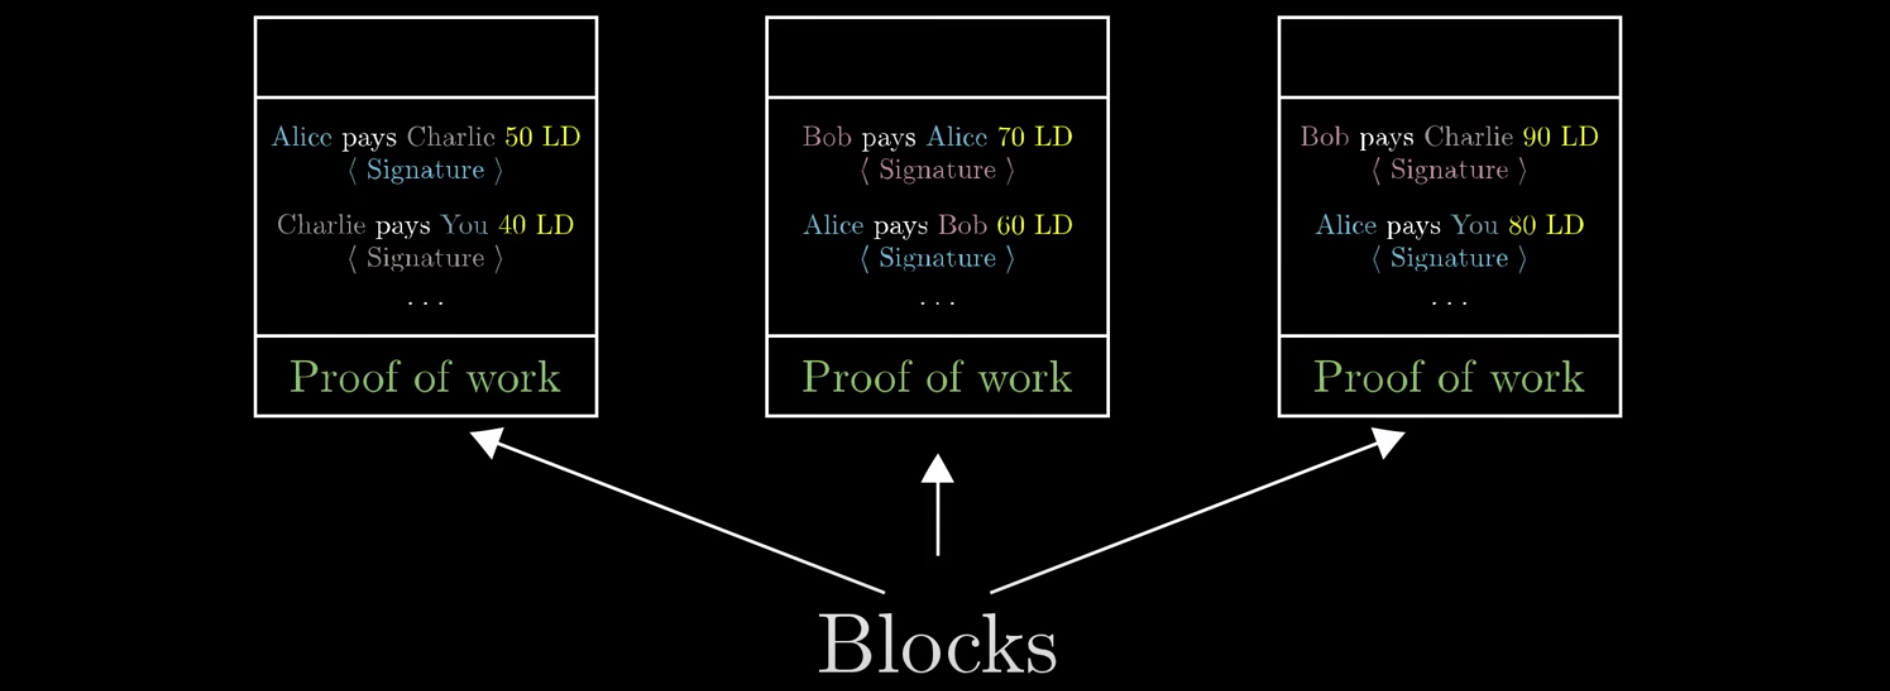 Alice pays Charlie 50 LD
⟨ Signature ⟩
Charlie pays You 40 LD
⟨ Signature ⟩
...
Proof of work
Bob pays Alice 70 LD
⟨ Signature ⟩
Alice pays Bob 60 LD
⟨ Signature ⟩
...
Proof of work
Bob pays Charlie 90 LD
⟨ Signature ⟩
Alice pays You 80 LD
⟨ Signature ⟩
...
Proof of work
Blocks